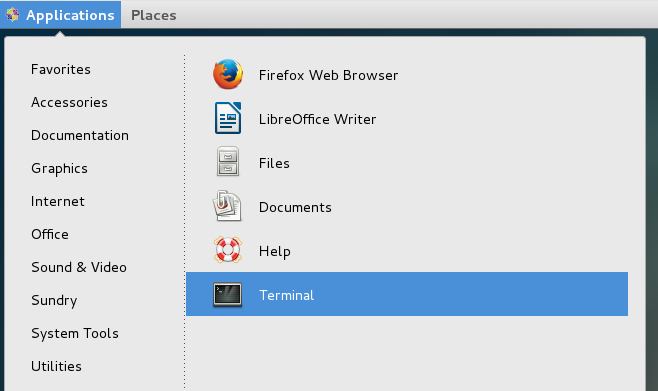 Applications Places
Favorites
Accessories
Documentation
Graphics
Internet
Office
Sound & Video
Sundry
System Tools
Utilities
Firefox Web Browser
LibreOffice Writer
Files
Documents
Help
Terminal